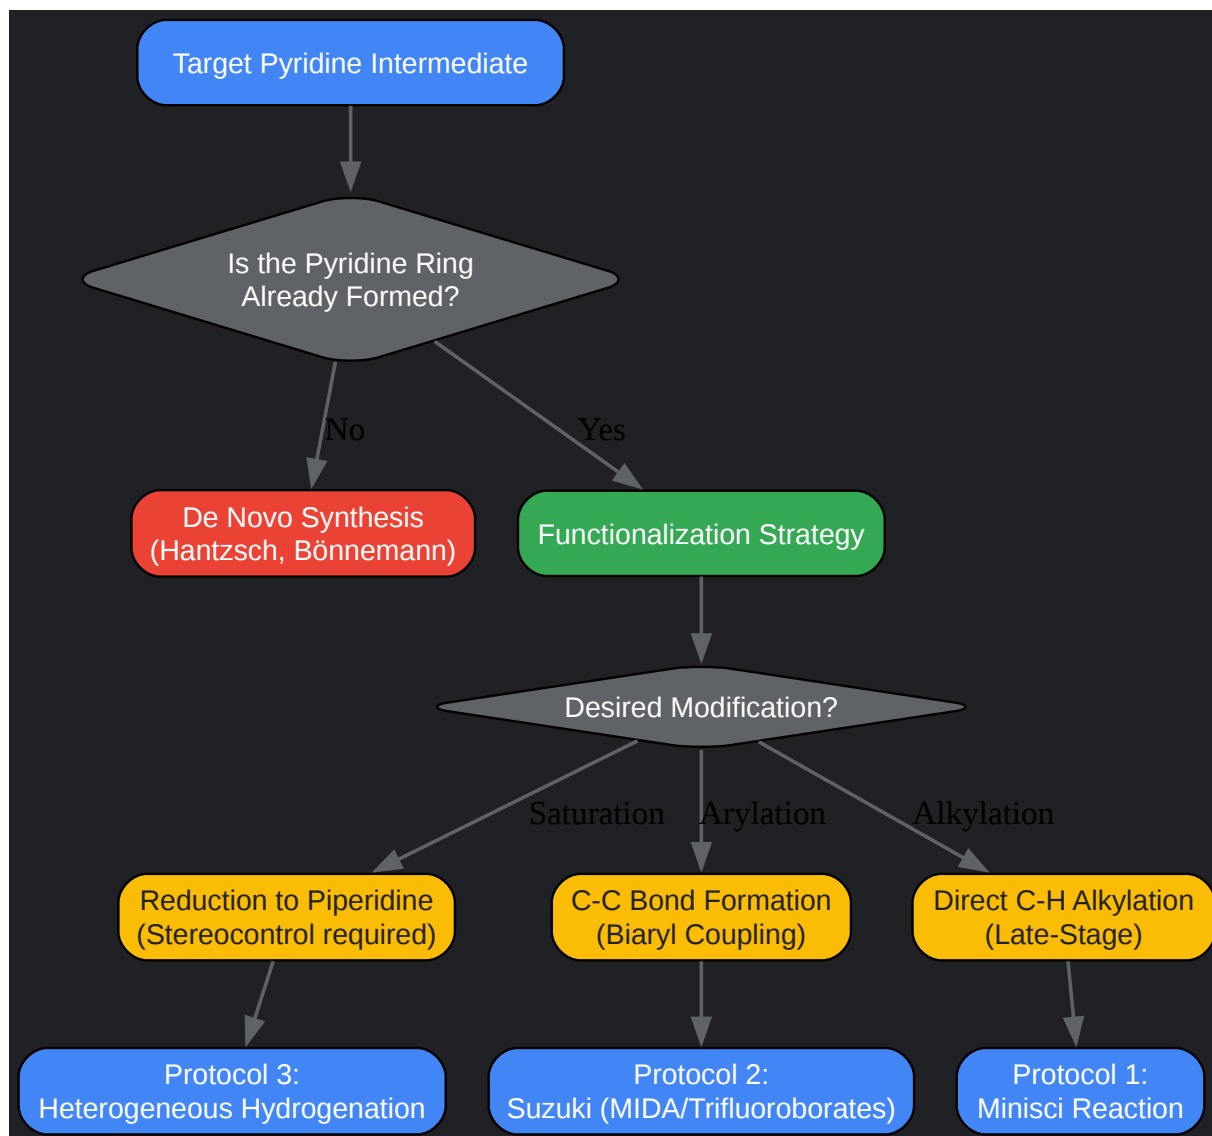 Target Pyridine Intermediate
Is the Pyridine Ring
Already Formed?
No
Yes
De Novo Synthesis
(Hantzsch, Bönnemann)
Functionalization Strategy
Desired Modification?
Saturation
Arylation
Alkylation
Reduction to Piperidine
(Stereocontrol required)
C-C Bond Formation
(Biaryl Coupling)
Direct C-H Alkylation
(Late-Stage)
Protocol 3:
Heterogeneous Hydrogenation
Protocol 2:
Suzuki (MIDA/Trifluoroborates)
Protocol 1:
Minisci Reaction